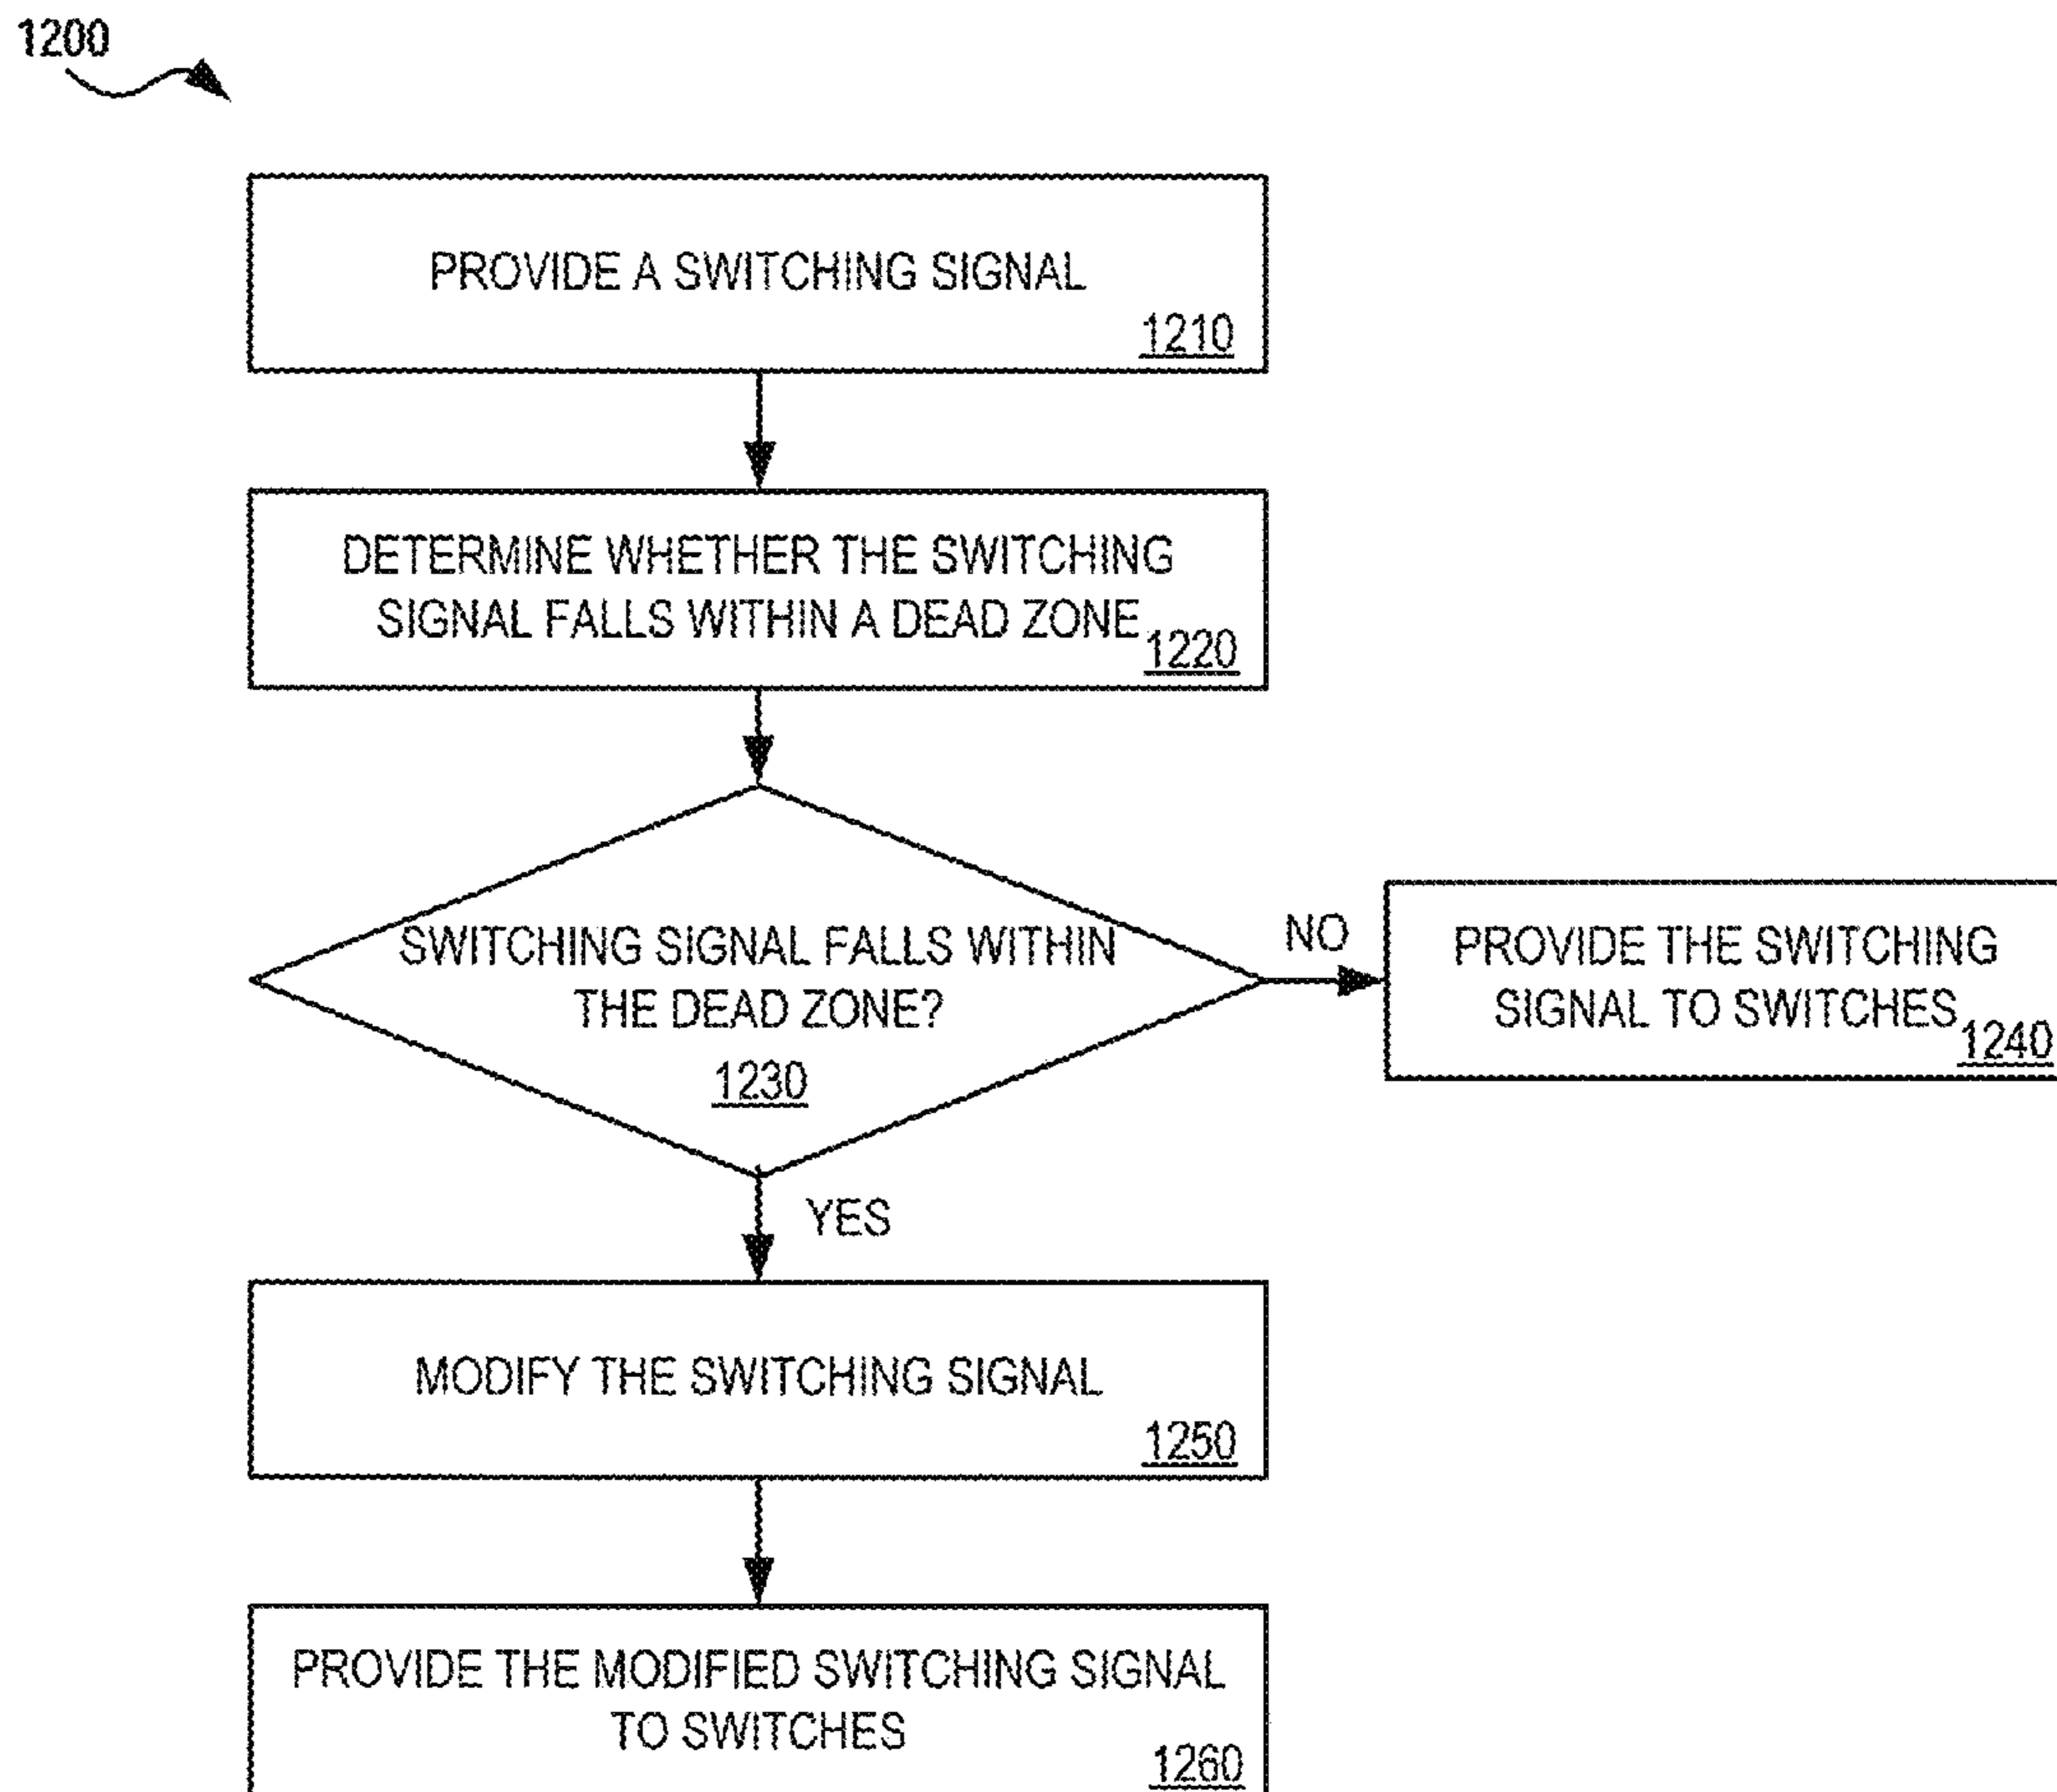 1200
PROVIDE A SWITCHING SIGNAL
1210
DETERMINE WHETHER THE SWITCHING
SIGNAL FALLS WITHIN A DEAD ZONE
1220
SWITCHING SIGNAL FALLS WITHIN
THE DEAD ZONE?
1230
NO
PROVIDE THE SWITCHING
SIGNAL TO SWITCHES
1240
YES
MODIFY THE SWITCHING SIGNAL
1250
PROVIDE THE MODIFIED SWITCHING SIGNAL
TO SWITCHES
1260